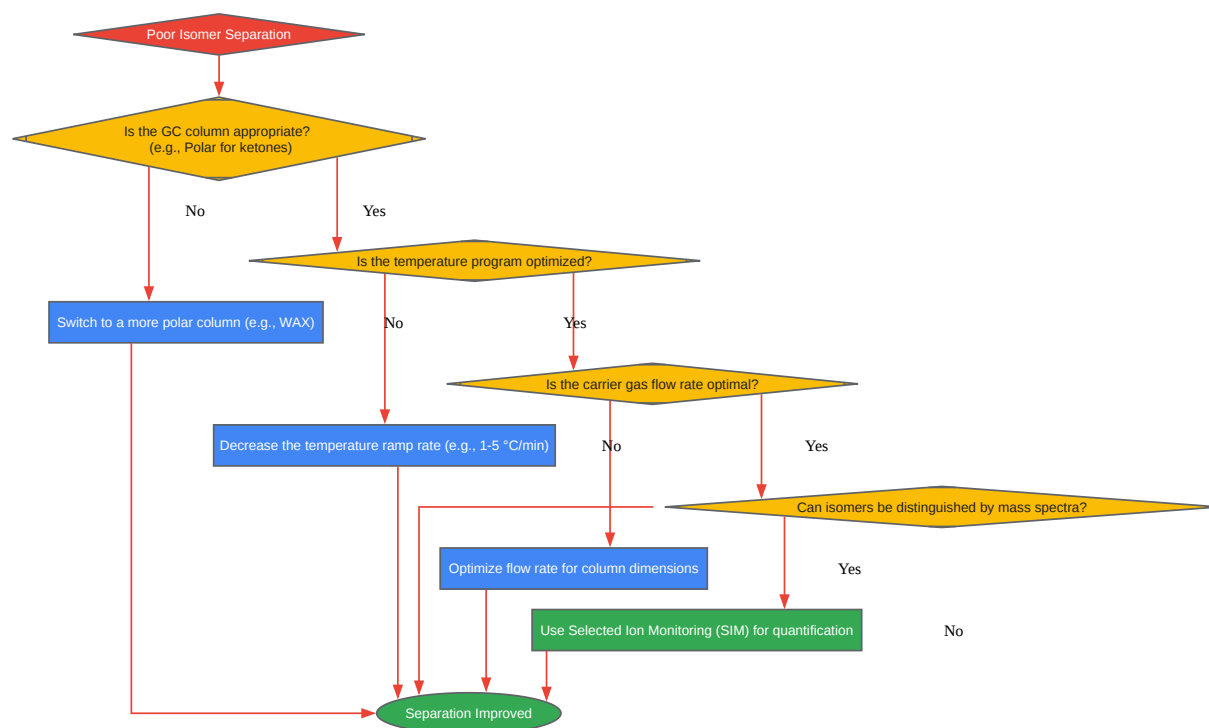 Poor Isomer Separation
Is the GC column appropriate?
(e.g., Polar for ketones)
No
Yes
Is the temperature program optimized?
Switch to a more polar column (e.g., WAX)
No
Yes
Is the carrier gas flow rate optimal?
Decrease the temperature ramp rate (e.g., 1-5 °C/min)
No
Yes
Can isomers be distinguished by mass spectra?
Optimize flow rate for column dimensions
Yes
Use Selected Ion Monitoring (SIM) for quantification
No
Separation Improved